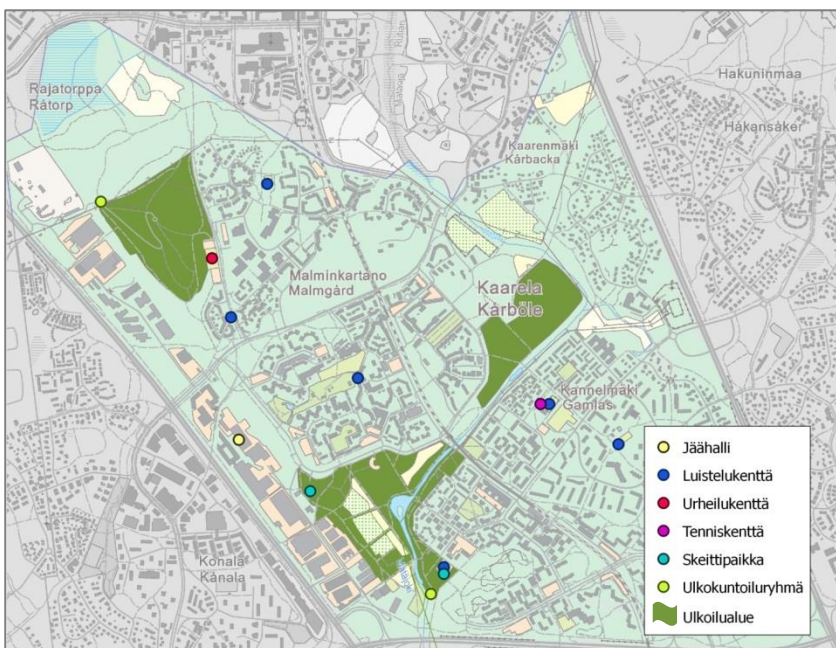 Rajatorppa
Råtorp
Hakuninmaa
Håkansåker
Kaarenmäki
Kårbacka
Malminkartano
Malmgård
Kaarela
Kårböle
Kannelmäki
Gamlas
Konala
Kånala
Jäähalli
Luistelukenttä
Urheilukenttä
Tenniskenttä
Skeittipaikka
Ulkokuntoiluryhmä
Ulkoilualue